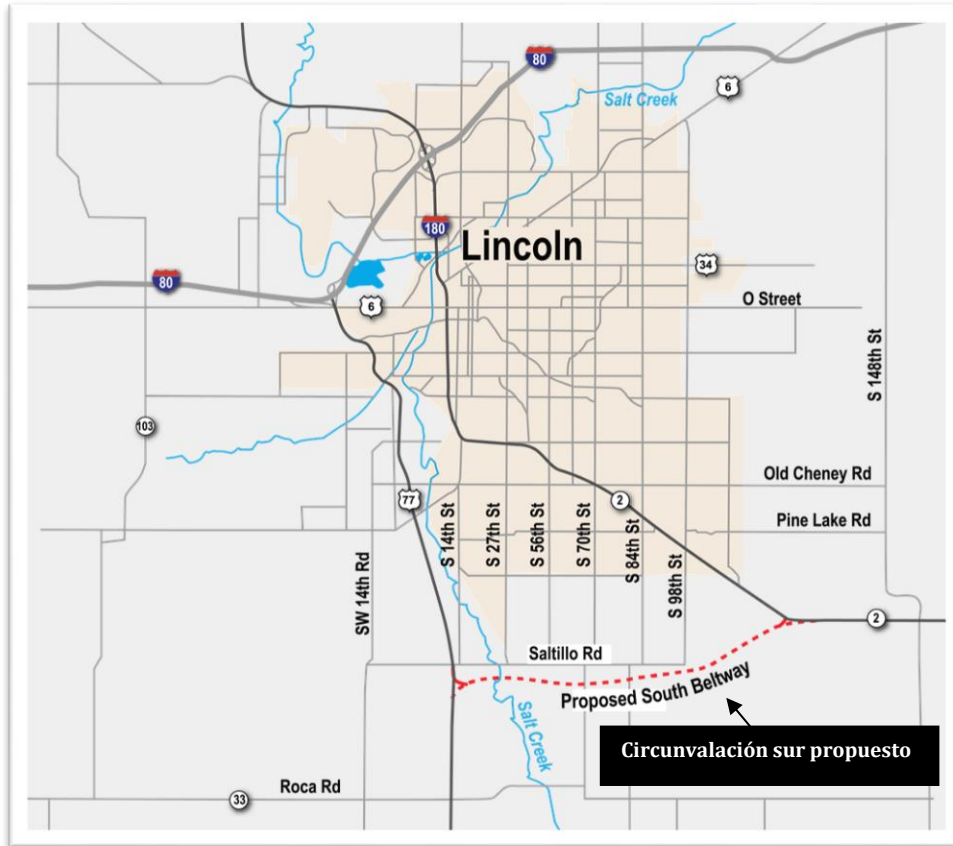 80
6
Salt Creek
180
Lincoln
34
80
6
O Street
S 148th St
103
Old Cheney Rd
77
2
Pine Lake Rd
SW 14th Rd
S 14th St
S 27th St
S 56th St
S 70th St
S 84th St
S 98th St
2
Saltillo Rd
Proposed South Beltway
Salt Creek
Circunvalación sur propuesto
Roca Rd
33